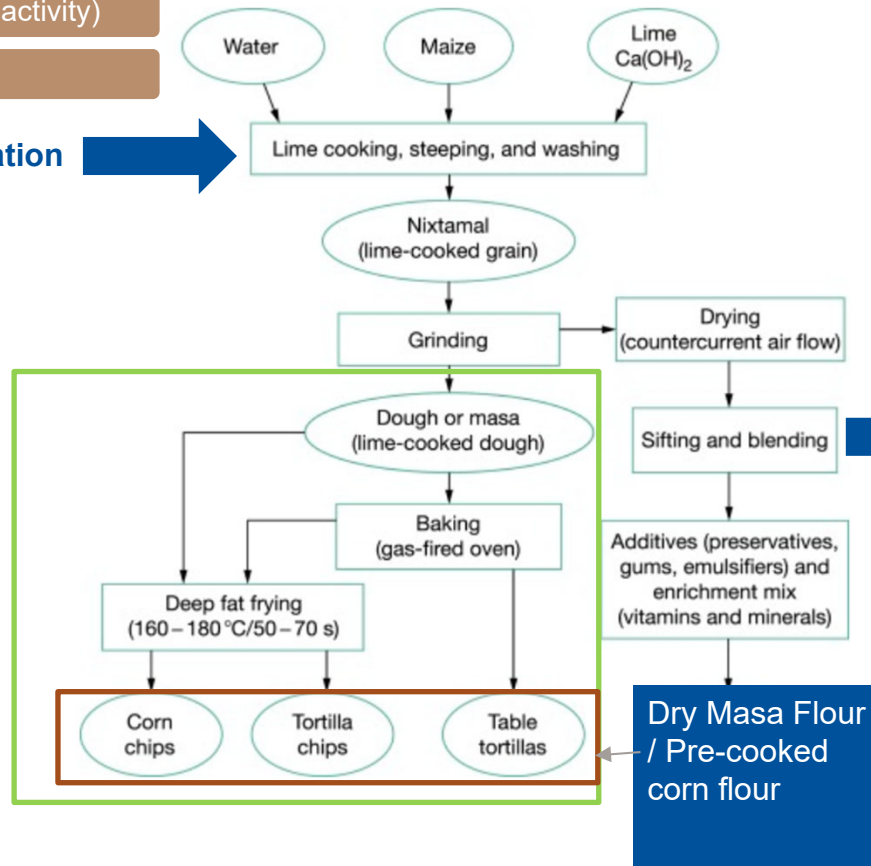 activity)
Water
Maize
Lime
Ca(OH)₂
ation
Lime cooking, steeping, and washing
Nixtamal
(lime-cooked grain)
Grinding
Drying
(countercurrent air flow)
Dough or masa
(lime-cooked dough)
Sifting and blending
Baking
(gas-fired oven)
Additives (preservatives,
gums, emulsifiers) and
enrichment mix
(vitamins and minerals)
Deep fat frying
(160–180 °C/50–70 s)
Corn
chips
Tortilla
chips
Table
tortillas
Dry Masa Flour
/ Pre-cooked
corn flour